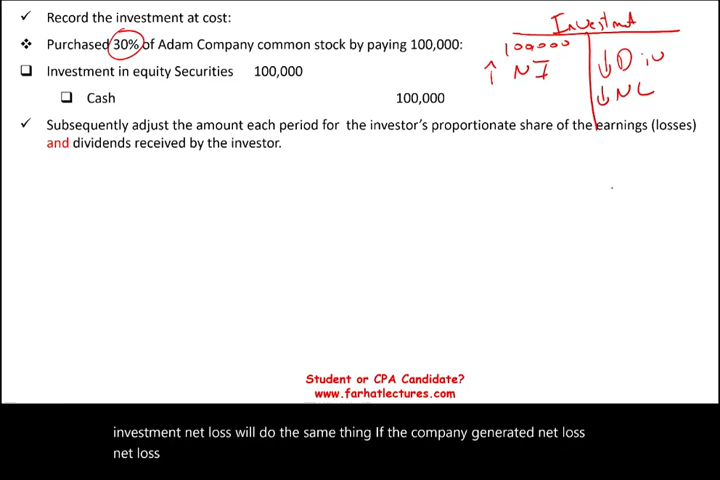 ✓ Record the investment at cost:
❖ Purchased 30% of Adam Company common stock by paying 100,000:
❑ Investment in equity Securities 100,000
❑ Cash 100,000
✓ Subsequently adjust the amount each period for the investor's proportionate share of the earnings (losses)
and dividends received by the investor.
Investment
100000
↑ NI
↓ Div
↓ NL
Student or CPA Candidate?
www.farhatlectures.com
investment net loss will do the same thing If the company generated net loss
net loss